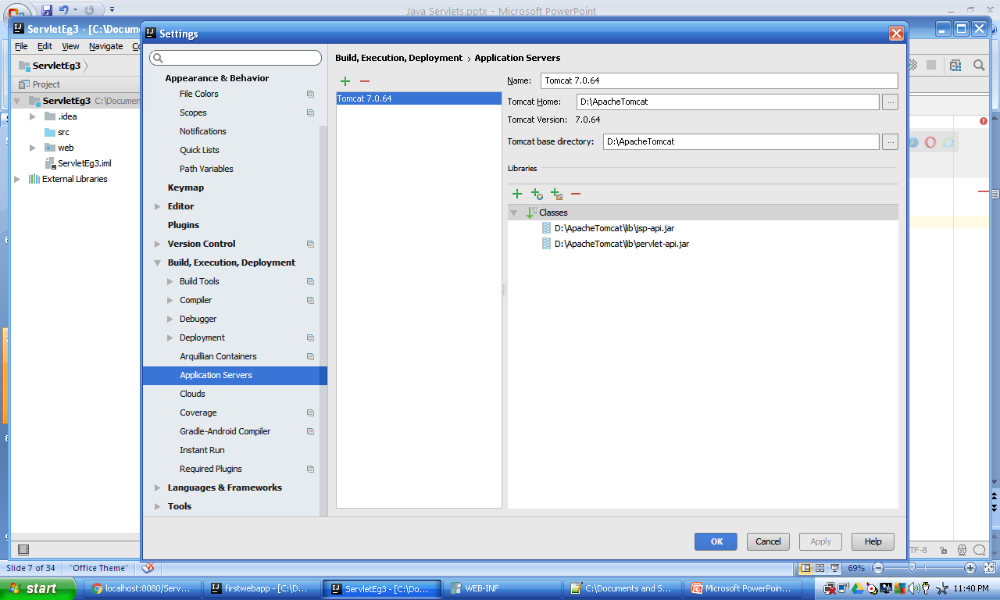 Java Servlets.pptx - Microsoft PowerPoint
ServletEg3 - [C:\Docum
Settings
File Edit View Navigate
ServletEg3
Project
ServletEg3 C:\Documen
.idea
src
web
ServletEg3.iml
External Libraries
Appearance & Behavior
File Colors
Scopes
Notifications
Quick Lists
Path Variables
Keymap
Editor
Plugins
Version Control
Build, Execution, Deployment
Build Tools
Compiler
Debugger
Deployment
Arquillian Containers
Application Servers
Clouds
Coverage
Gradle-Android Compiler
Instant Run
Required Plugins
Languages & Frameworks
Tools
Build, Execution, Deployment › Application Servers
Tomcat 7.0.64
Name: Tomcat 7.0.64
Tomcat Home: D:\ApacheTomcat ...
Tomcat Version: 7.0.64
Tomcat base directory: D:\ApacheTomcat ...
Libraries
Classes
D:\ApacheTomcat\lib\jsp-api.jar
D:\ApacheTomcat\lib\servlet-api.jar
OK Cancel Apply Help
TF-8
Slide 7 of 34 "Office Theme" 69%
start localhost:8080/Serv... firstwebapp - [C:\D... ServletEg3 - [C:\Do... WEB-INF C:\Documents and S... Microsoft PowerPoin... 11:40 PM